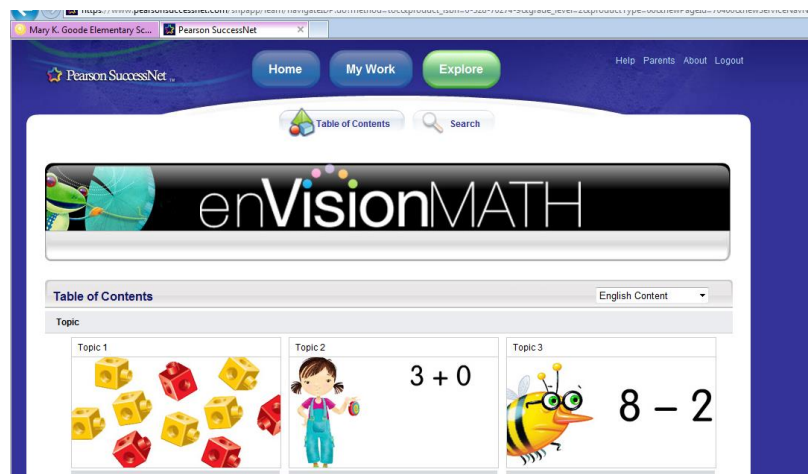 Mary K. Goode Elementary Sc...
Pearson SuccessNet
Pearson SuccessNet
Home
My Work
Explore
Help Parents About Logout
Table of Contents
Search
enVisionMATH
Table of Contents
English Content
Topic
Topic 1
Topic 2
Topic 3
3 + 0
8 – 2